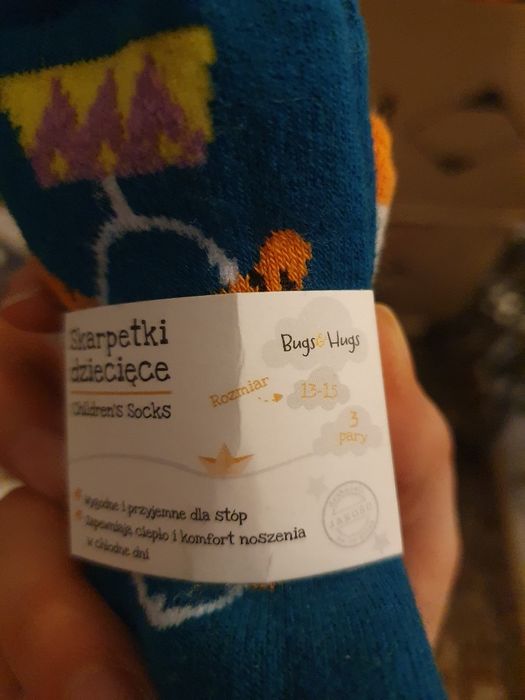 Skarpetki
dziecięce
Children's Socks
Bugs&Hugs
Rozmiar
13-15
3
pary
wygodne i przyjemne dla stóp
zapewniają ciepło i komfort noszenia
w chłodne dni
JAKOŚĆ